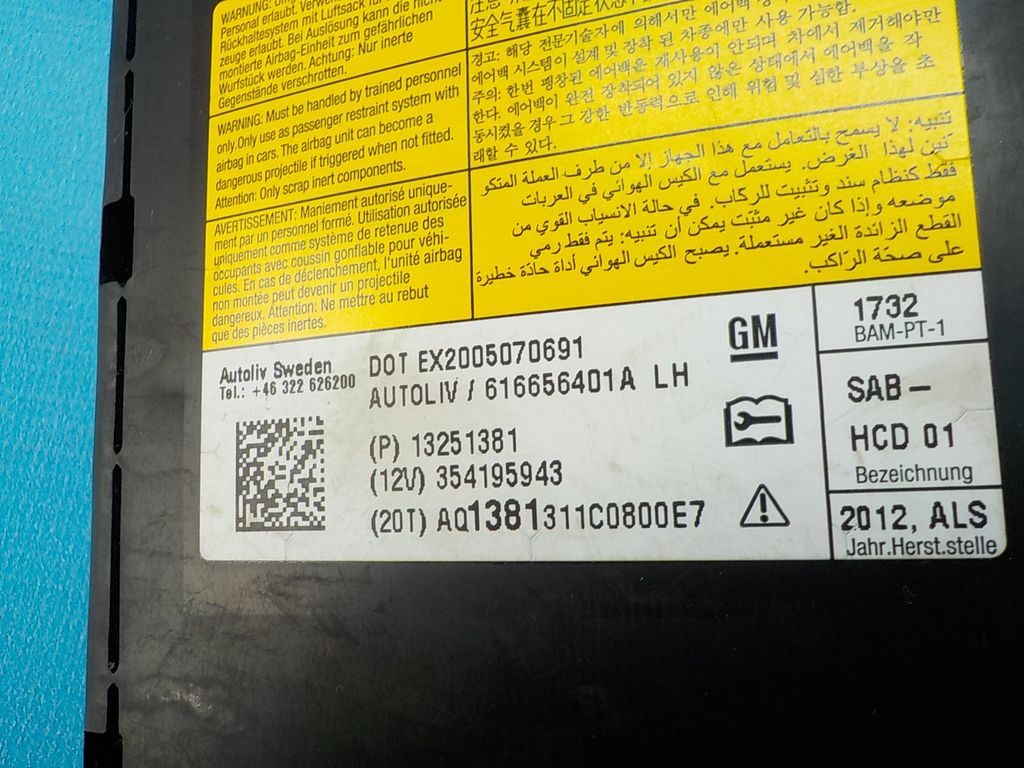 WARNUNG:
Personal erlaubt. Verwen
Rückhaltesystem mit Luftsack für
zeuge erlaubt. Bei Auslösung kann die nicht
montierte Airbag-Einheit zum gefährlichen
Wurfstück werden. Achtung: Nur inerte
Gegenstände verschrotten.
WARNING: Must be handled by trained personnel
only.Only use as passenger restraint system with
airbag in cars. The airbag unit can become a
dangerous projectile if triggered when not fitted.
Attention: Only scrap inert components.
AVERTISSEMENT: Maniement autorisé unique-
ment par un personnel formé. Utilisation autorisée
uniquement comme système de retenue des
occupants avec coussin gonflable pour véhi-
cules. En cas de déclenchement, l'unité airbag
non montée peut devenir un projectile
dangereux. Attention: Ne mettre au rebut
que des pièces inertes.
安全气囊在不固定状态
경고: 해당 전문기술자에 의해서만 에어백
에어백 시스템이 설계 및 장착 된 차종에만 사용 가능함.
주의: 한번 팽창된 에어백은 재사용이 안되며 차에서 제거해야만
한다. 에어백이 완전 장착되어 있지 않은 상태에서 에어백을 작
동시켰을 경우 그 강한 반동력으로 인해 위험 및 심한 부상을 초
래할 수 있다.
تنبيه: لا يسمح بالتعامل مع هذا الجهاز إلا من طرف العملة المتكو
تنين لهذا الغرض. يستعمل مع الكيس الهوائي في العربات
فقط كنظام سند وتثبيت للركاب. في حالة الانسياب القوي من
موضعه وإذا كان غير مثبت يمكن أن تنبيه: يتم فقط رمي
القطع الزائدة الغير مستعملة. يصبح الكيس الهوائي أداة حادّة خطيرة
على صحة الرّاكب.
Autoliv Sweden
Tel.: +46 322 626200
DOT EX2005070691
AUTOLIV / 616656401A LH
(P) 13251381
(12V) 354195943
(20T) AQ1381311C0800E7
GM
1732
BAM-PT-1
SAB-
HCD 01
Bezeichnung
2012, ALS
Jahr.Herst.stelle